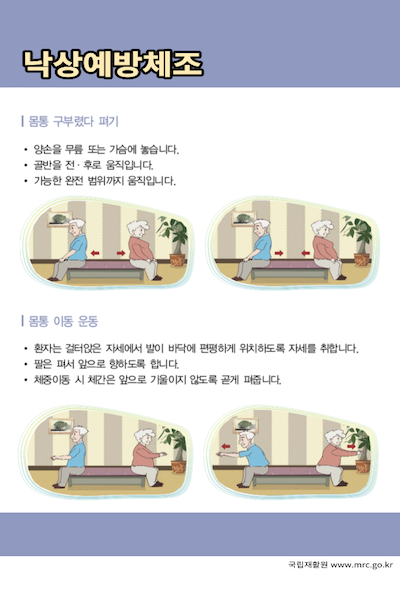 낙상예방체조
몸통 구부렸다 펴기
• 양손을 무릎 또는 가슴에 놓습니다.
• 골반을 전·후로 움직입니다.
• 가능한 완전 범위까지 움직입니다.
몸통 이동 운동
• 환자는 걸터앉은 자세에서 발이 바닥에 편평하게 위치하도록 자세를 취합니다.
• 팔은 펴서 앞으로 향하도록 합니다.
• 체중이동 시 체간은 앞으로 기울이지 않도록 곧게 펴줍니다.
국립재활원 www.mrc.go.kr